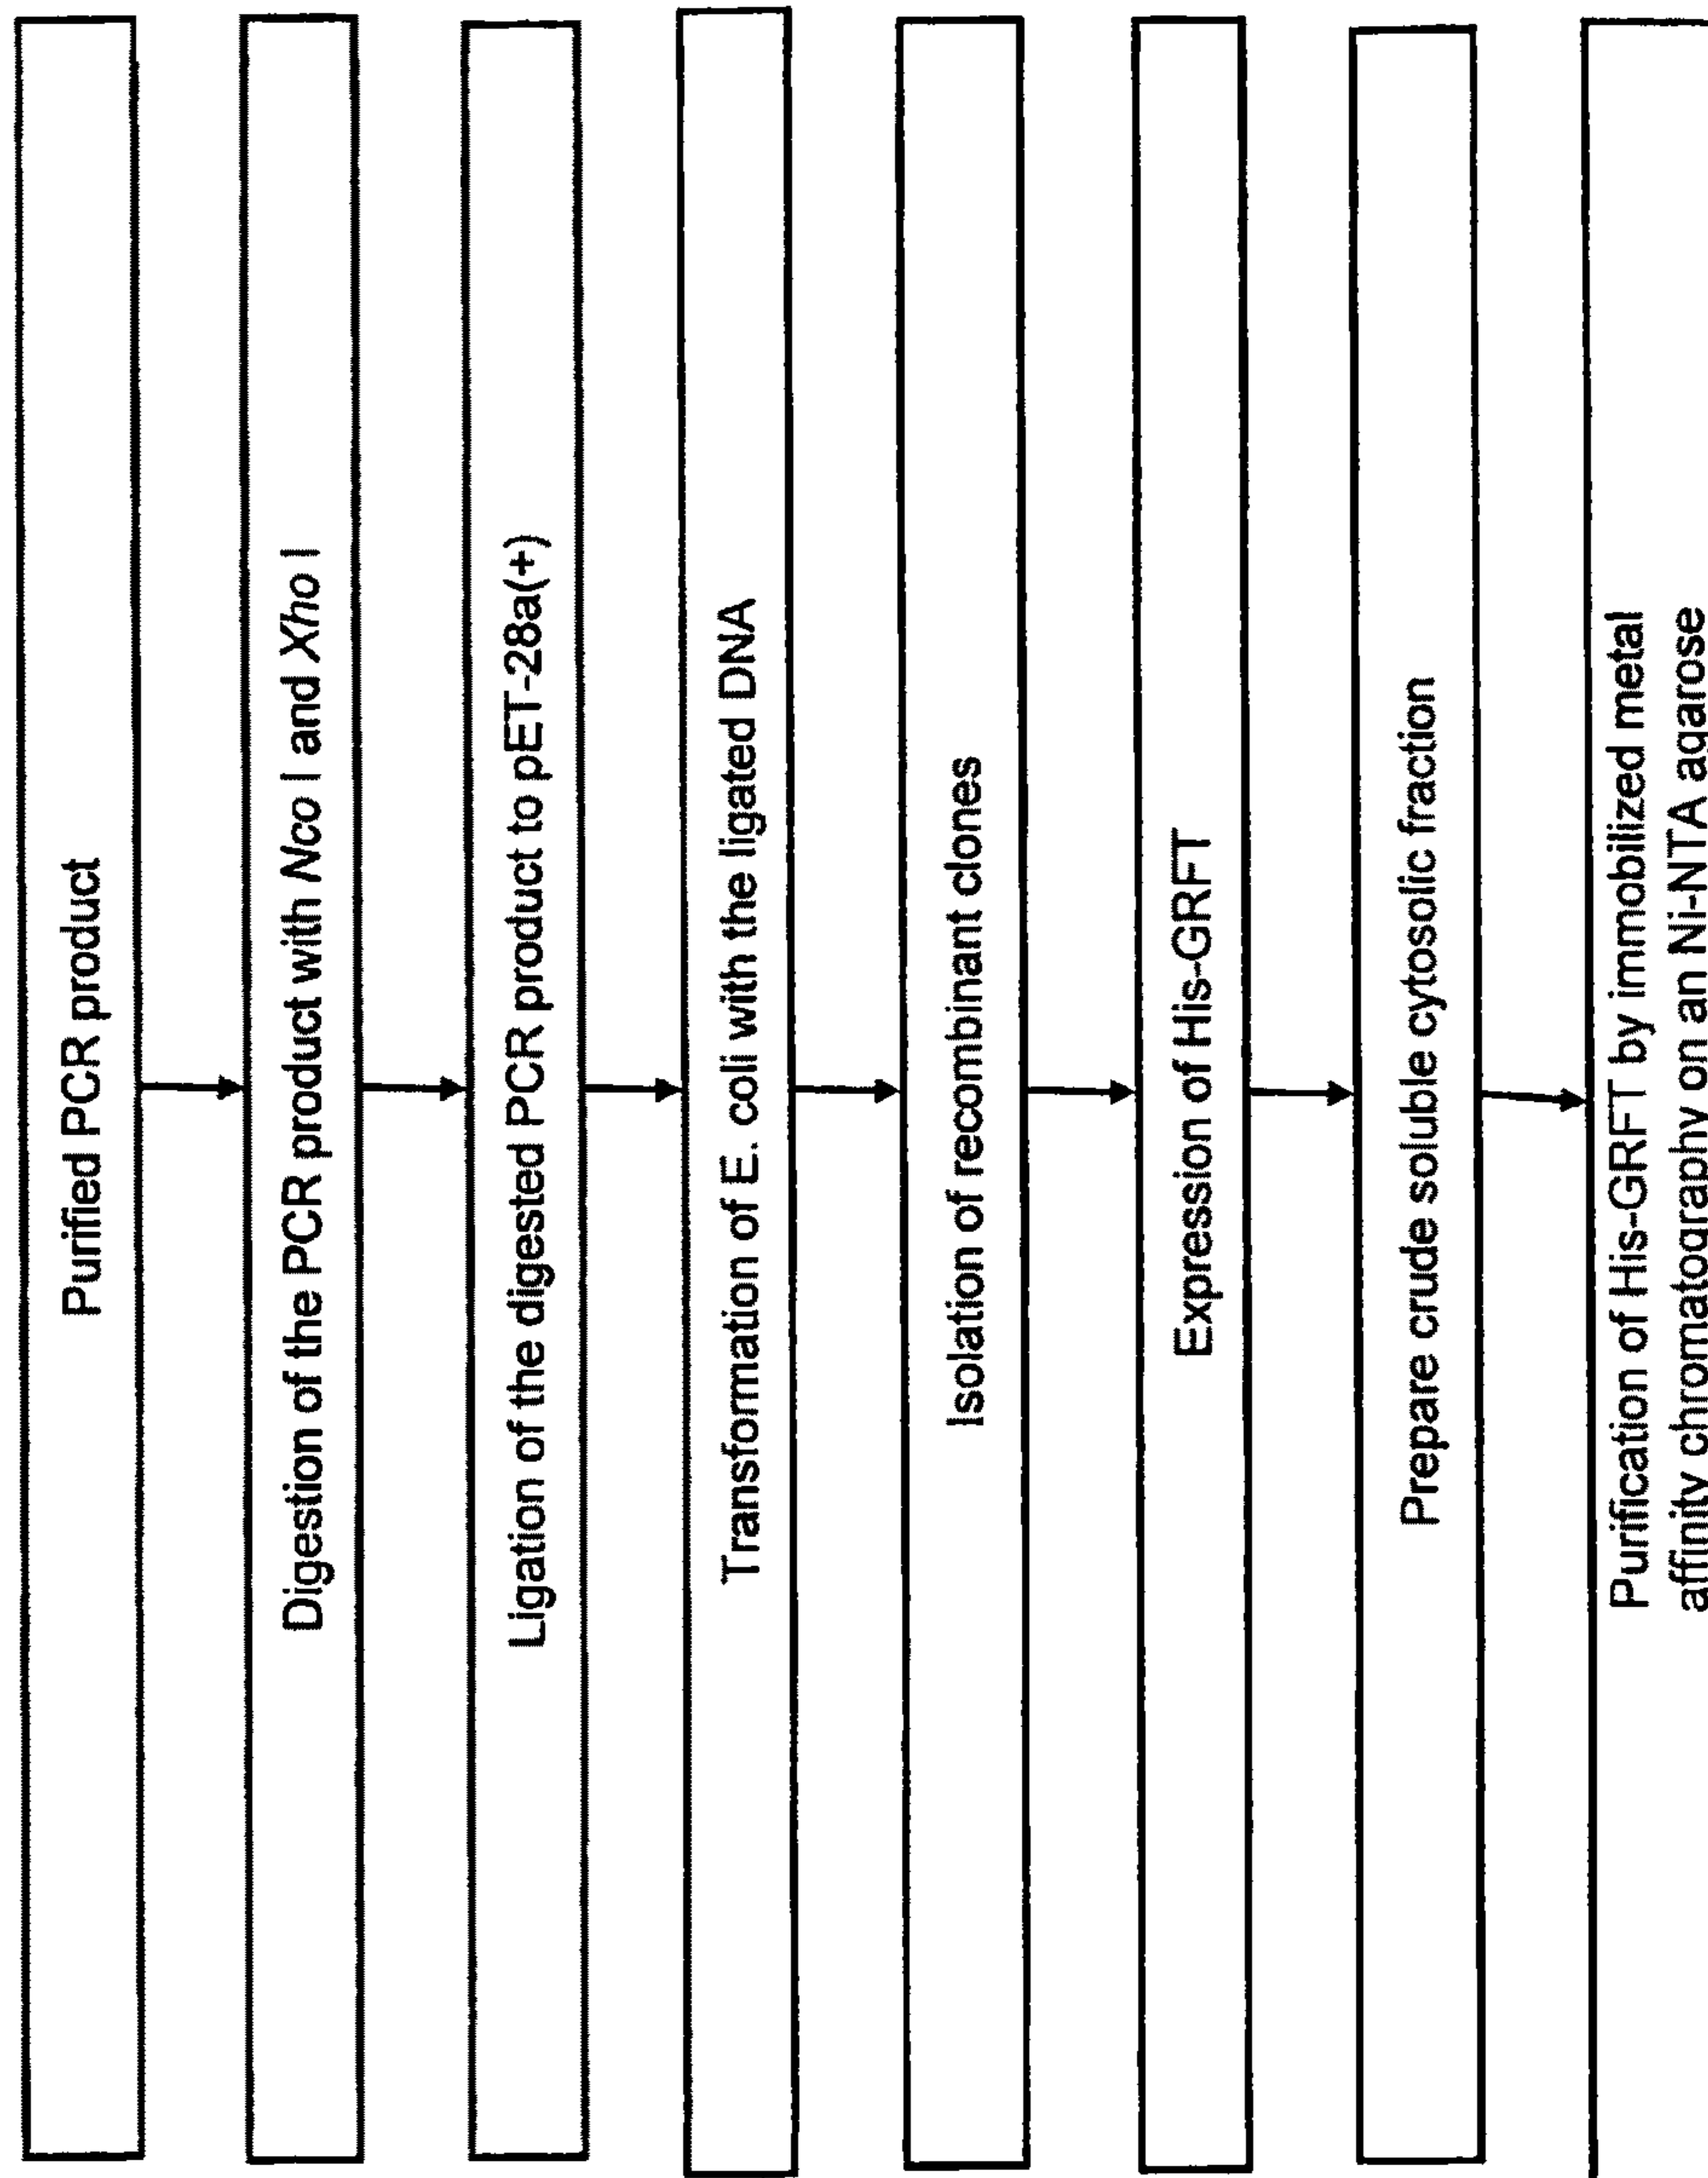 Purified PCR product
Digestion of the PCR product with Nco I and Xho I
Ligation of the digested PCR product to pET-28a(+)
Transformation of E. coli with the ligated DNA
Isolation of recombinant clones
Expression of His-GRFT
Prepare crude soluble cytosolic fraction
Purification of His-GRFT by immobilized metal
affinity chromatography on an Ni-NTA agarose